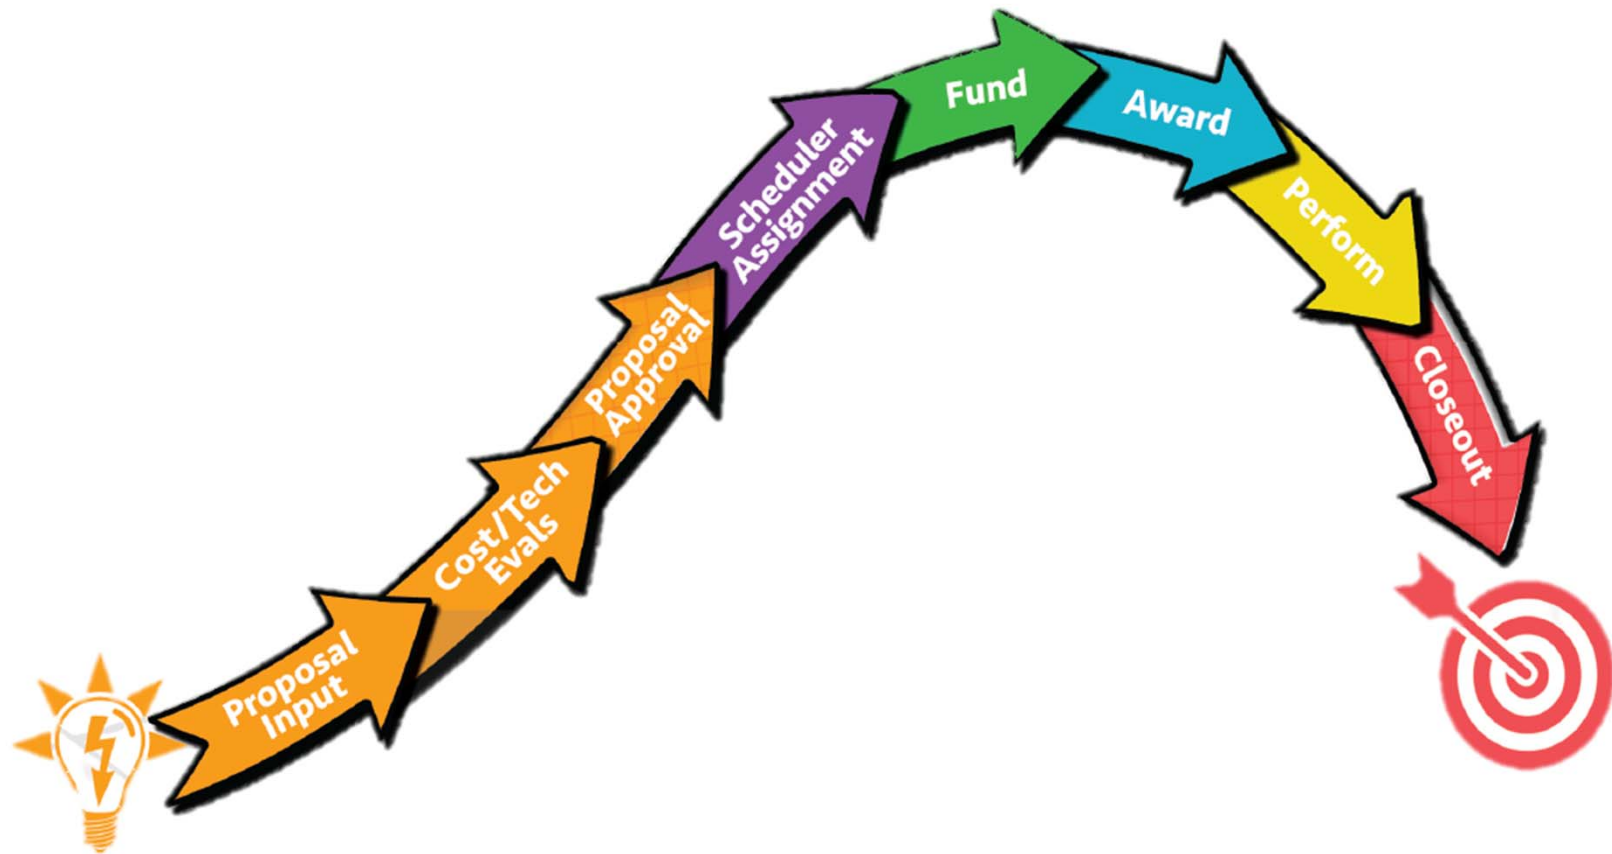 Proposal
Input
Cost/Tech
Evals
Proposal
Approval
Scheduler
Assignment
Fund
Award
Perform
Closeout